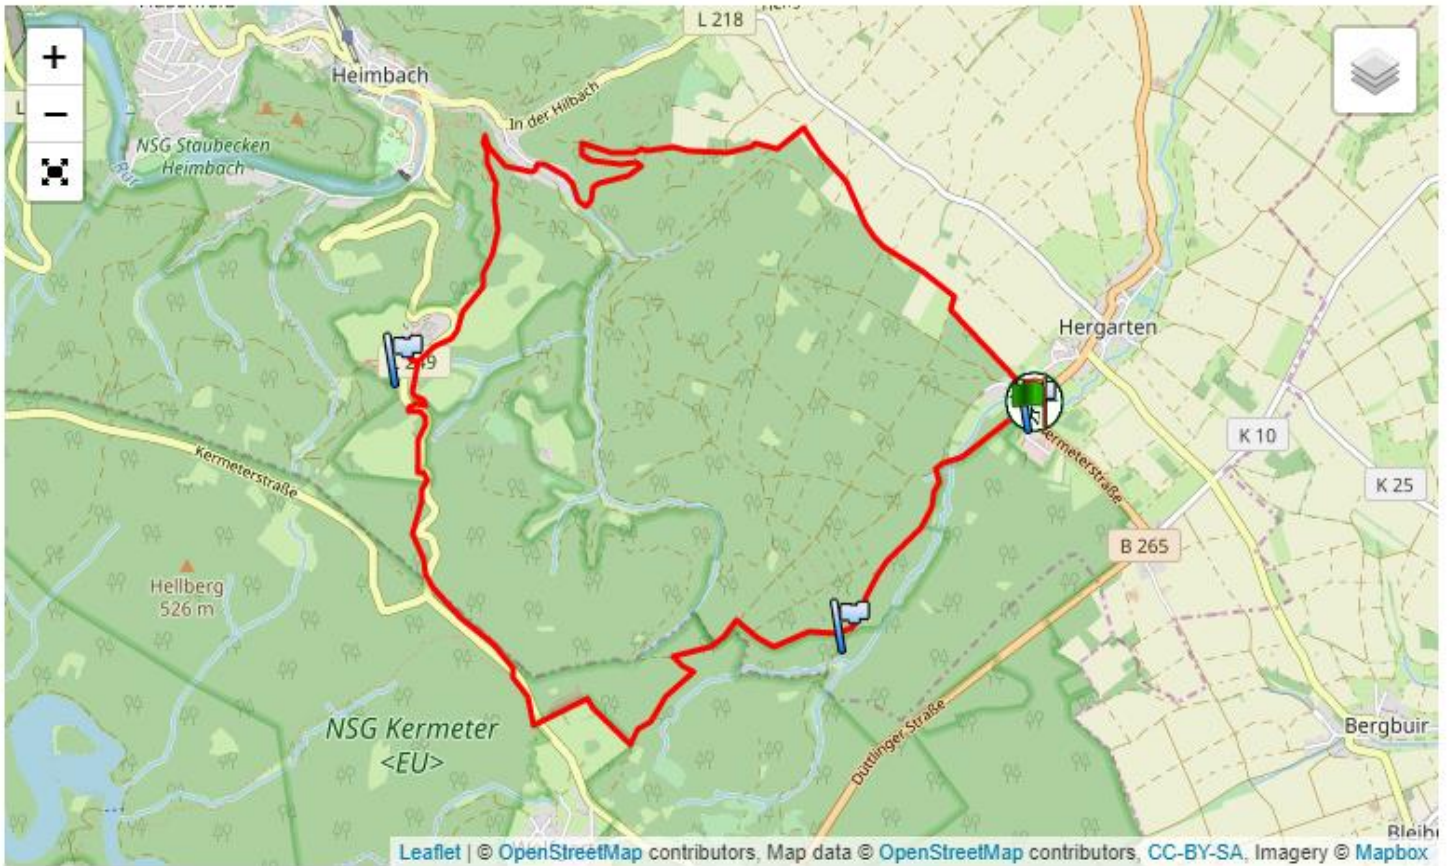 L 218
+
Heimbach
−
In der Hilbach
NSG Staubecken
Heimbach
Rur
Hergarten
Kermeterstraße
K 10
K 25
B 265
Hellberg
526 m
NSG Kermeter
<EU>
Düttlinger Straße
Bergbuir
Leaflet | © OpenStreetMap contributors, Map data © OpenStreetMap contributors, CC-BY-SA, Imagery © Mapbox